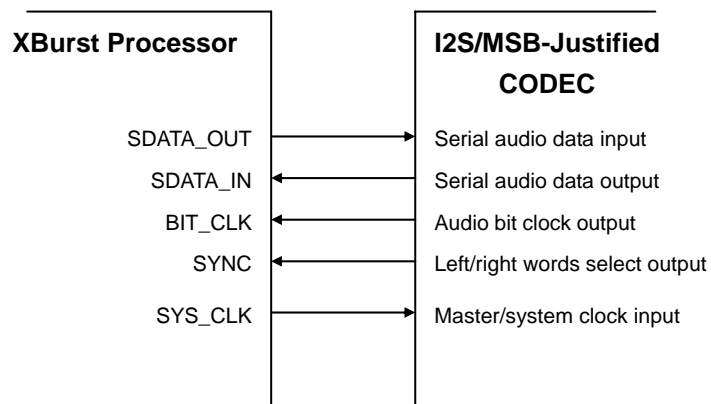 XBurst Processor
I2S/MSB-Justified
CODEC
SDATA_OUT
Serial audio data input
SDATA_IN
Serial audio data output
BIT_CLK
Audio bit clock output
SYNC
Left/right words select output
SYS_CLK
Master/system clock input